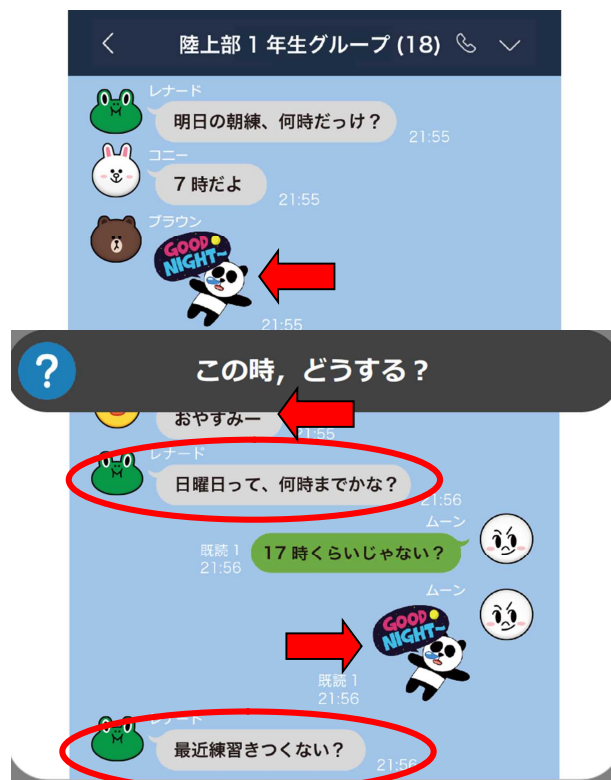 陸上部1年生グループ (18)
レナード
明日の朝練、何時だっけ？
21:55
コニー
7時だよ
21:55
ブラウン
GOOD
NIGHT~
21:55
?
この時，どうする？
おやすみー
21:55
レナード
日曜日って、何時までかな？
21:56
ムーン
17時くらいじゃない？
既読 1
21:56
ムーン
GOOD
NIGHT~
既読 1
21:56
レナード
最近練習きつくない？
21:56